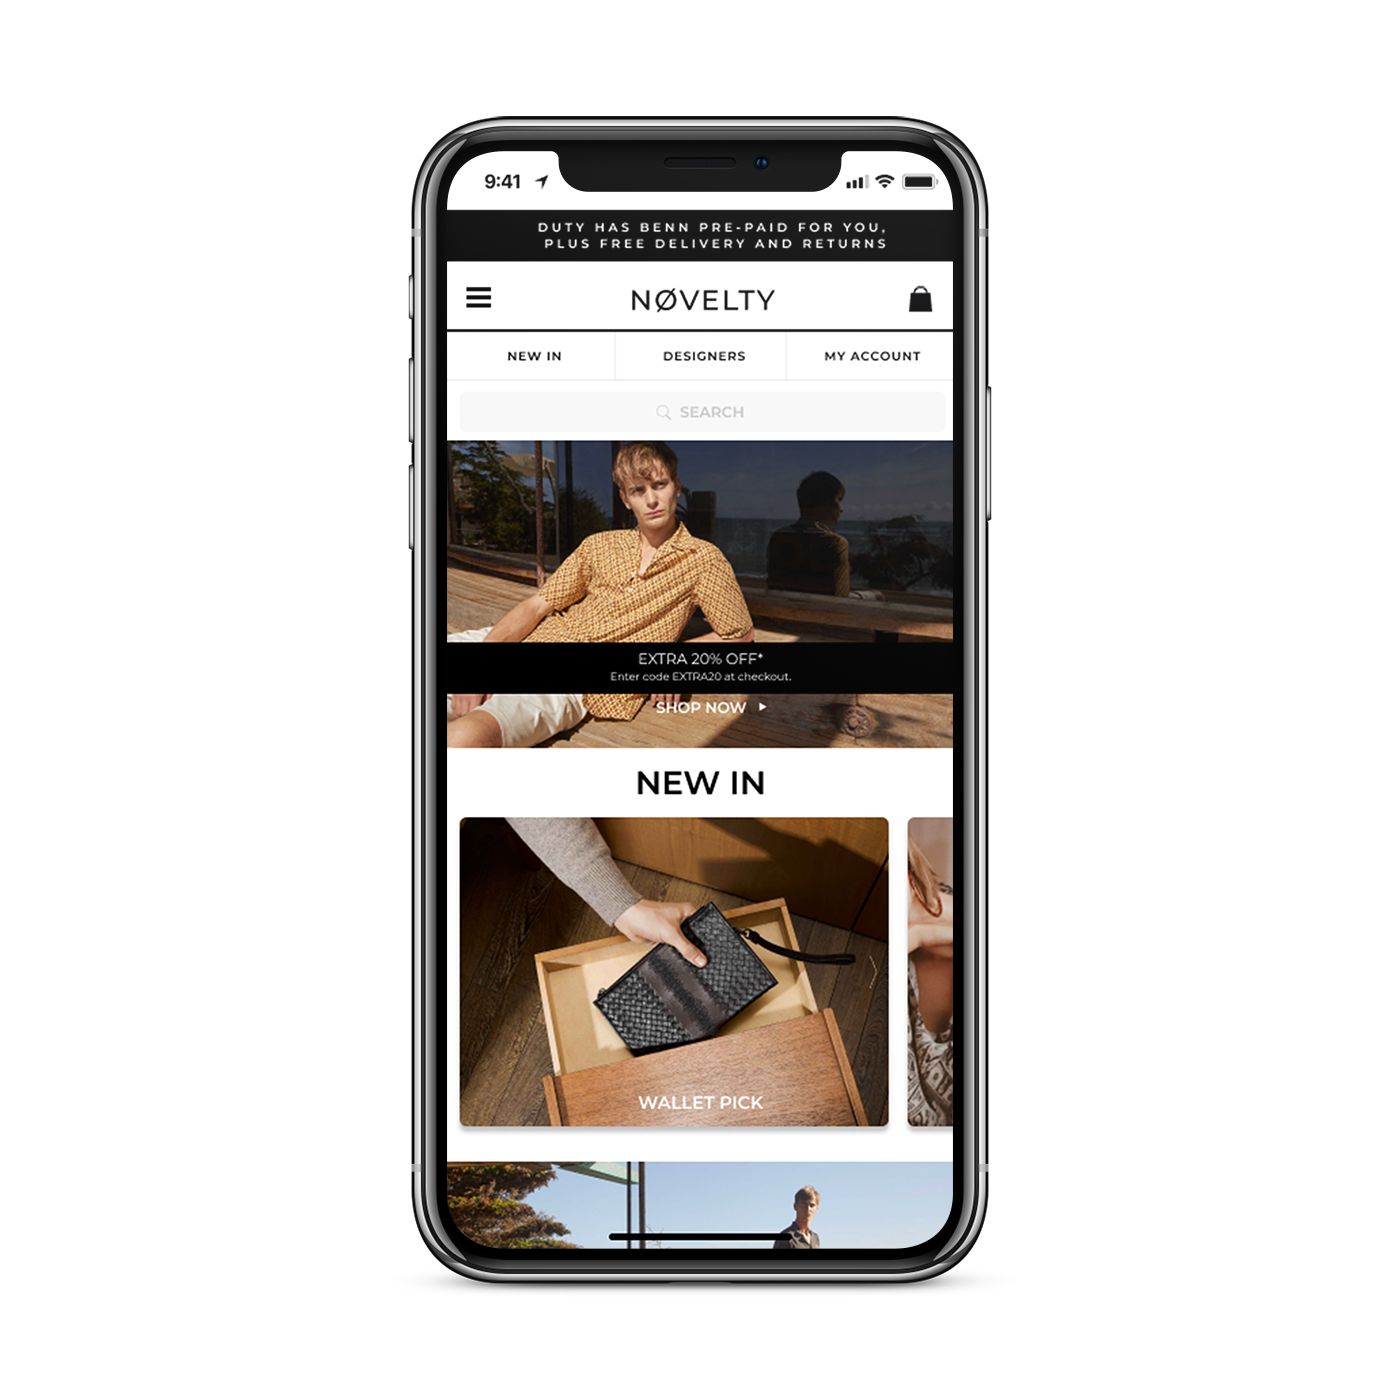 9:41
DUTY HAS BENN PRE-PAID FOR YOU,
PLUS FREE DELIVERY AND RETURNS
NØVELTY
NEW IN
DESIGNERS
MY ACCOUNT
SEARCH
EXTRA 20% OFF*
Enter code EXTRA20 at checkout.
SHOP NOW
NEW IN
WALLET PICK